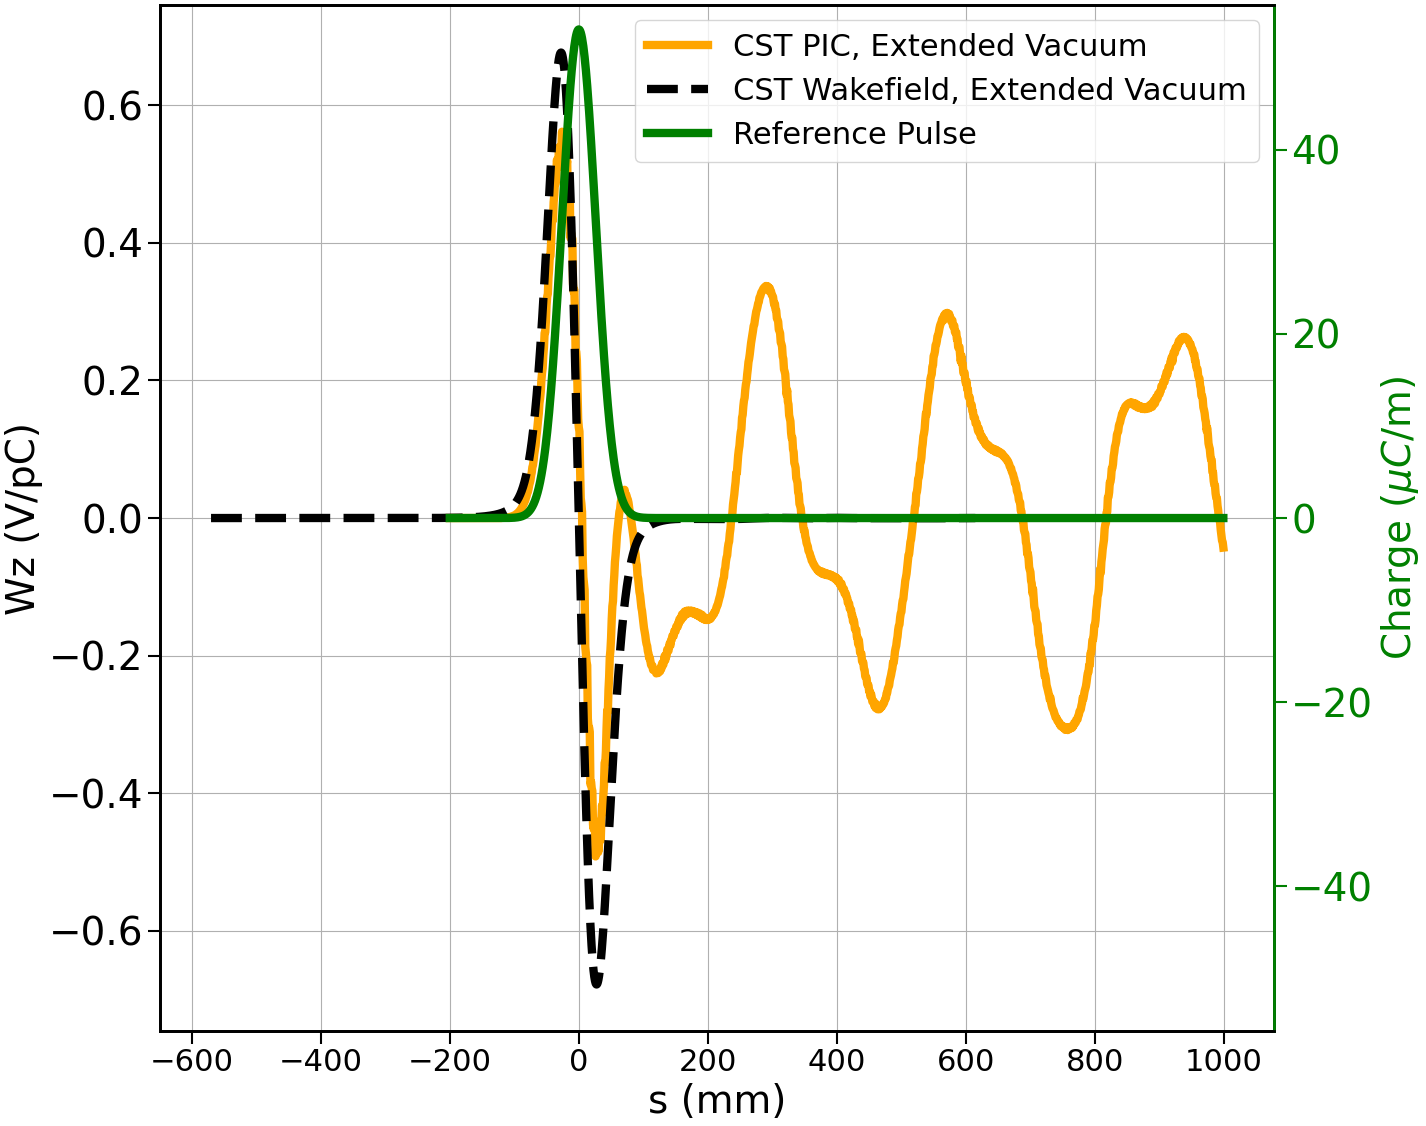 CST PIC, Extended Vacuum
CST Wakefield, Extended Vacuum
Reference Pulse
Wz (V/pC)
0.6
0.4
0.2
0.0
−0.2
−0.4
−0.6
40
20
0
−20
−40
Charge (μC/m)
−600 −400 −200 0 200 400 600 800 1000
s (mm)